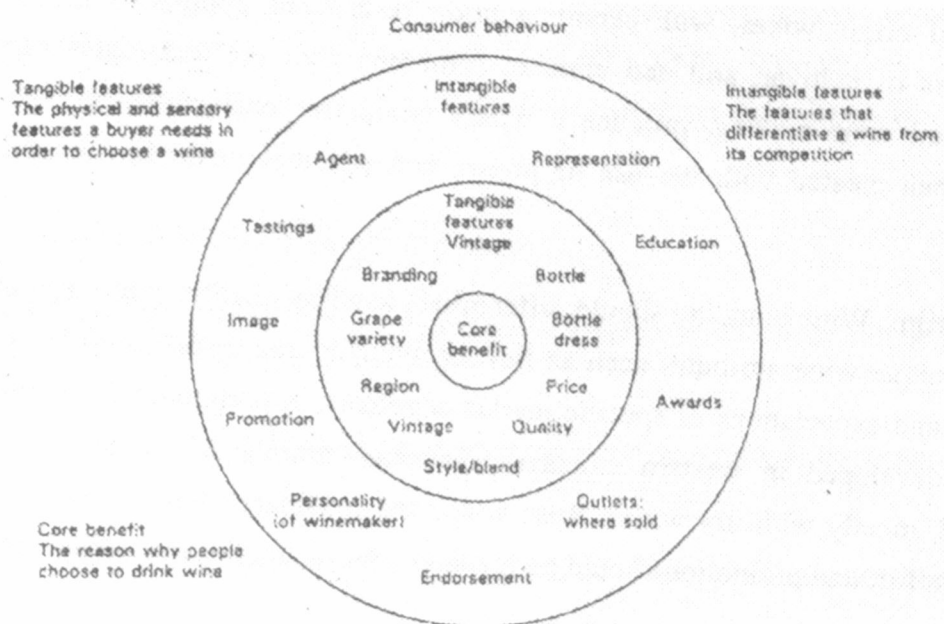 Consumer behaviour
Tangible features
The physical and sensory
features a buyer needs in
order to choose a wine
Intangible
features
Intangible features
The features that
differentiate a wine from
its competition
Agent
Representation
Tastings
Education
Tangible
features
Vintage
Branding
Bottle
Image
Grape
variety
Core
benefit
Bottle
dress
Region
Price
Promotion
Awards
Vintage
Quality
Style/blend
Personality
(of winemaker)
Outlets:
where sold
Core benefit
The reason why people
choose to drink wine
Endorsement